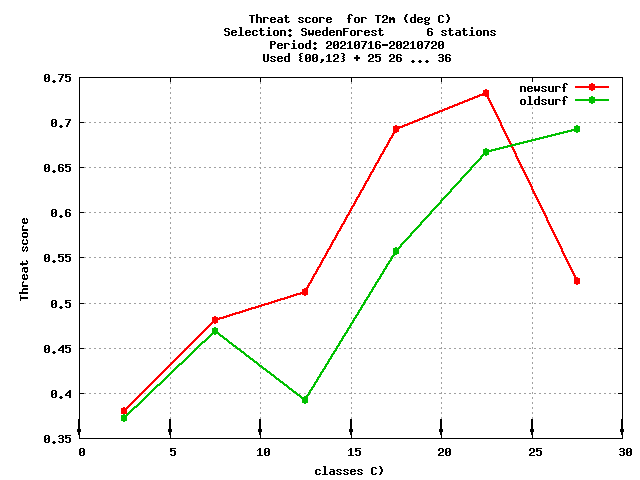 Threat score  for T2m (deg C)
Selection: SwedenForest      6 stations
Period: 20210716-20210720
Used {00,12} + 25 26 ... 36
newsurf
oldsurf
0.75
0.7
0.65
0.6
0.55
0.5
0.45
0.4
0.35
Threat score
0 5 10 15 20 25 30
classes C)